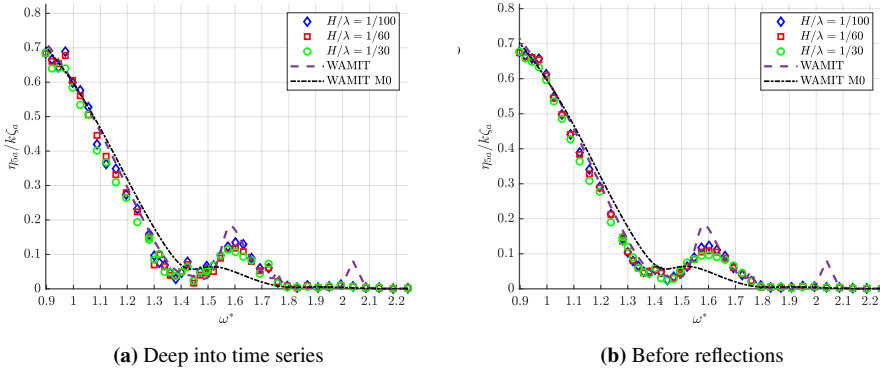 0.8
0.7
0.6
0.5
0.4
0.3
0.2
0.1
0
η5a/kζa
H/λ = 1/100
H/λ = 1/60
H/λ = 1/30
WAMIT
WAMIT M0
0.9 1 1.1 1.2 1.3 1.4 1.5 1.6 1.7 1.8 1.9 2 2.1 2.2
ω*
(a) Deep into time series
0.8
0.7
0.6
0.5
0.4
0.3
0.2
0.1
0
η5a/kζa
H/λ = 1/100
H/λ = 1/60
H/λ = 1/30
WAMIT
WAMIT M0
0.9 1 1.1 1.2 1.3 1.4 1.5 1.6 1.7 1.8 1.9 2 2.1 2.2
ω*
(b) Before reflections